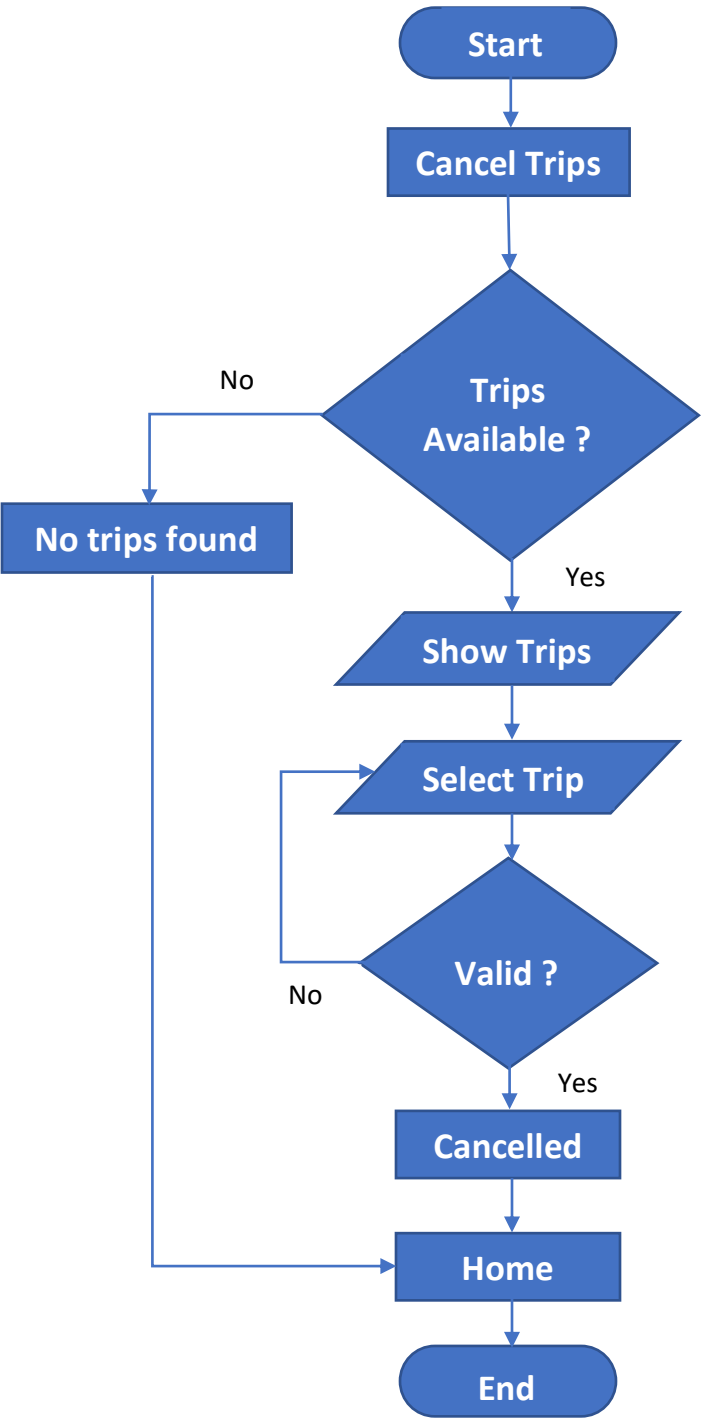 Start
Cancel Trips
Trips
Available ?
No
No trips found
Yes
Show Trips
Select Trip
Valid ?
No
Yes
Cancelled
Home
End